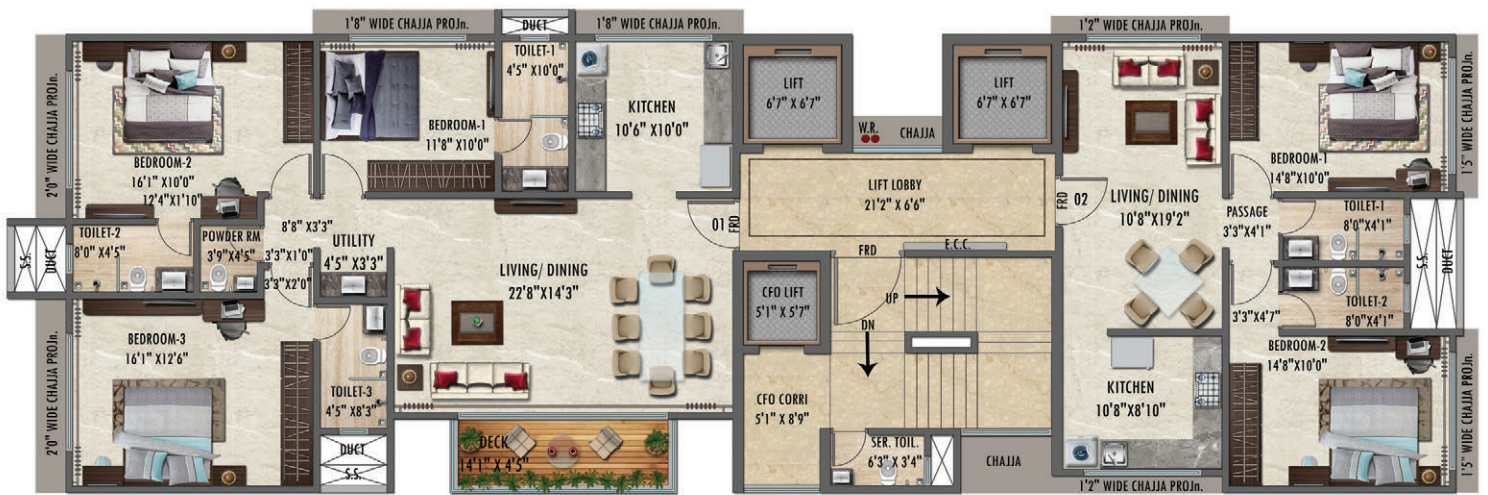 1'8" WIDE CHAJJA PROJn.
DUCT
1'8" WIDE CHAJJA PROJn.
1'2" WIDE CHAJJA PROJn.
2'0" WIDE CHAJJA PROJn.
BEDROOM-2
16'1" X10'0"
12'4"X1'10"
BEDROOM-1
11'8" X10'0"
TOILET-1
4'5" X10'0"
KITCHEN
10'6" X10'0"
LIFT
6'7" X 6'7"
W.R.
CHAJJA
LIFT
6'7" X 6'7"
BEDROOM-1
14'8"X10'0"
1'5" WIDE CHAJJA PROJn.
LIFT LOBBY
21'2" X 6'6"
01
FRD
FRD
02
LIVING/ DINING
10'8"X19'2"
PASSAGE
3'3"X4'1"
TOILET-1
8'0"X4'1"
S.S.
DUCT
TOILET-2
8'0" X4'5"
POWDER RM
3'9"X4'5"
8'8" X3'3"
3'3"X1'0"
3'3"X2'0"
UTILITY
4'5" X3'3"
LIVING/ DINING
22'8"X14'3"
FRD
E.C.C.
CFO LIFT
5'1" X 5'7"
UP
DN
S.S.
DUCT
3'3"X4'7"
TOILET-2
8'0"X4'1"
BEDROOM-3
16'1" X12'6"
2'0" WIDE CHAJJA PROJn.
TOILET-3
4'5" X8'3"
DUCT
S.S.
DECK
14'1" X 4'5"
CFO CORRI
5'1" X 8'9"
SER. TOIL.
6'3"X 3'4"
CHAJJA
KITCHEN
10'8"X8'10"
BEDROOM-2
14'8"X10'0"
1'5" WIDE CHAJJA PROJn.
1'2" WIDE CHAJJA PROJn.